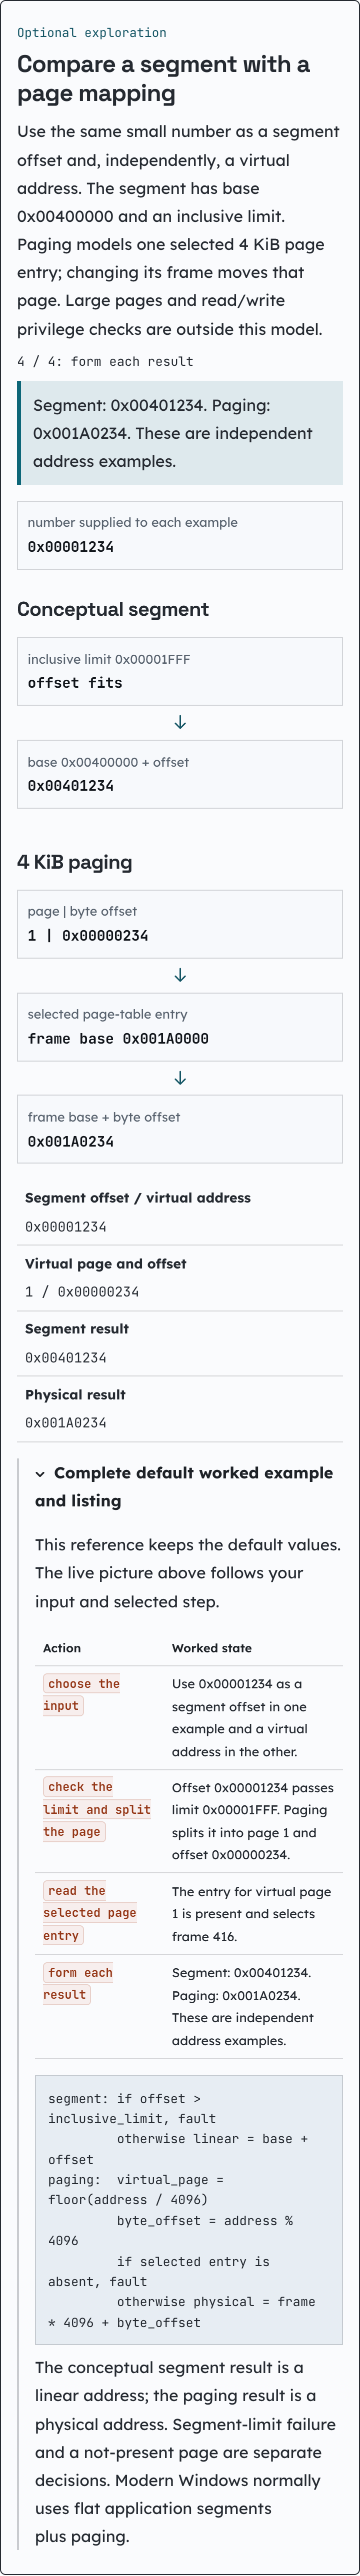 Optional exploration
Compare a segment with a
page mapping
Use the same small number as a segment
offset and, independently, a virtual
address. The segment has base
0x00400000 and an inclusive limit.
Paging models one selected 4 KiB page
entry; changing its frame moves that
page. Large pages and read/write
privilege checks are outside this model.
4 / 4: form each result
Segment: 0x00401234. Paging:
0x001A0234. These are independent
address examples.
number supplied to each example
0x00001234
Conceptual segment
inclusive limit 0x00001FFF
offset fits
↓
base 0x00400000 + offset
0x00401234
4 KiB paging
page | byte offset
1 | 0x00000234
↓
selected page-table entry
frame base 0x001A0000
↓
frame base + byte offset
0x001A0234
Segment offset / virtual address
0x00001234
Virtual page and offset
1 / 0x00000234
Segment result
0x00401234
Physical result
0x001A0234
Complete default worked example
and listing
This reference keeps the default values.
The live picture above follows your
input and selected step.
Action Worked state
choose the
input
Use 0x00001234 as a
segment offset in one
example and a virtual
address in the other.
check the
limit and split
the page
Offset 0x00001234 passes
limit 0x00001FFF. Paging
splits it into page 1 and
offset 0x00000234.
read the
selected page
entry
The entry for virtual page
1 is present and selects
frame 416.
form each
result
Segment: 0x00401234.
Paging: 0x001A0234.
These are independent
address examples.
segment: if offset >
inclusive_limit, fault
         otherwise linear = base +
offset
paging:  virtual_page =
floor(address / 4096)
         byte_offset = address %
4096
         if selected entry is
absent, fault
         otherwise physical = frame
* 4096 + byte_offset
The conceptual segment result is a
linear address; the paging result is a
physical address. Segment-limit failure
and a not-present page are separate
decisions. Modern Windows normally
uses flat application segments
plus paging.